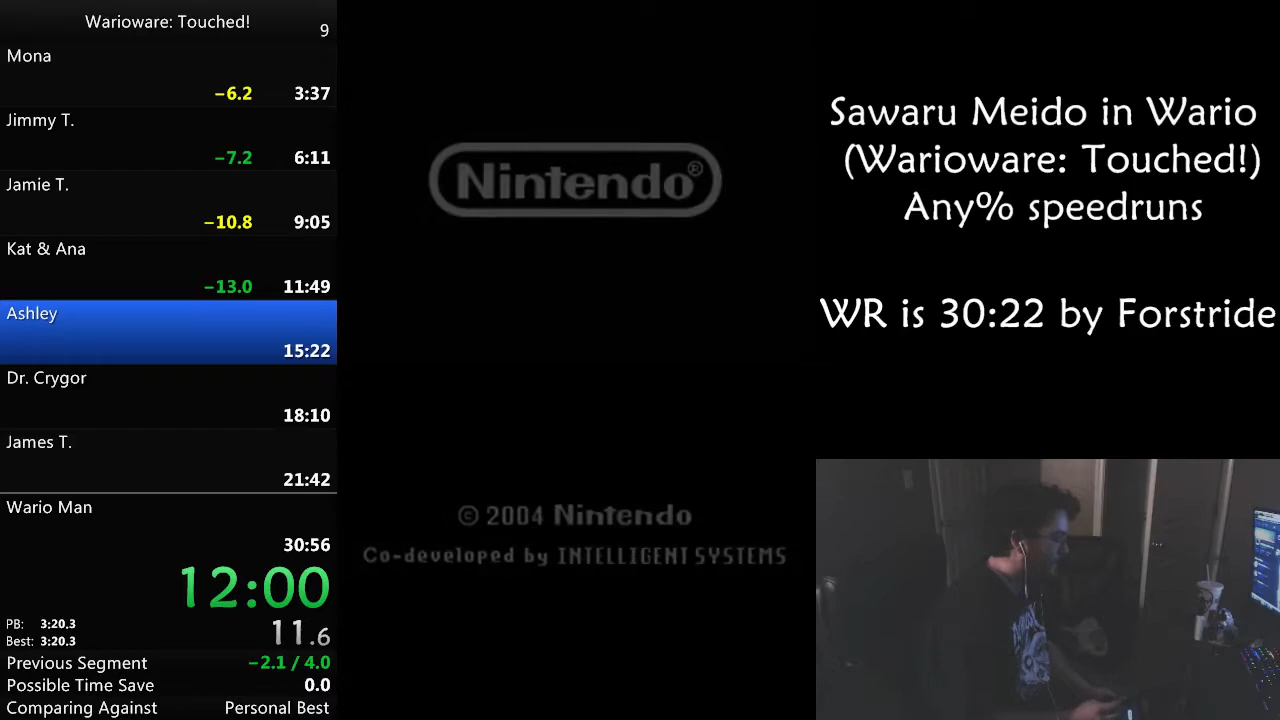 Warioware: Touched!
9
Mona
-6.2 3:37
Jimmy T.
-7.2 6:11
Jamie T.
-10.8 9:05
Kat & Ana
-13.0 11:49
Ashley
15:22
Dr. Crygor
18:10
James T.
21:42
Wario Man
30:56
12:00
PB: 3:20.3
Best: 3:20.3
11.6
Previous Segment -2.1 / 4.0
Possible Time Save 0.0
Comparing Against Personal Best
Nintendo®
© 2004 Nintendo
Co-developed by INTELLIGENT SYSTEMS
Sawaru Meido in Wario
(Warioware: Touched!)
Any% speedruns
WR is 30:22 by Forstride